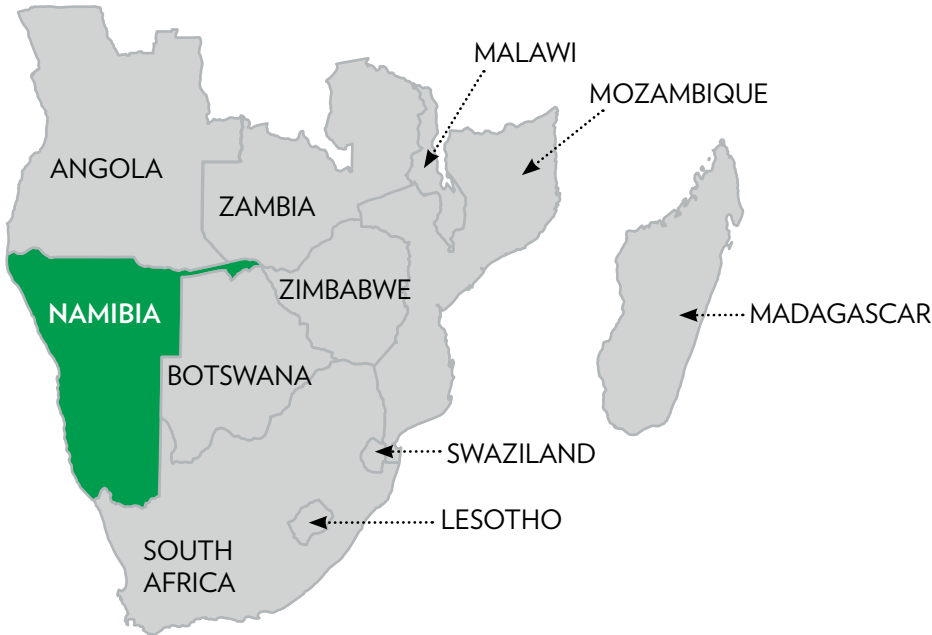 MALAWI
MOZAMBIQUE
ANGOLA
ZAMBIA
ZIMBABWE
NAMIBIA
MADAGASCAR
BOTSWANA
SWAZILAND
LESOTHO
SOUTH
AFRICA